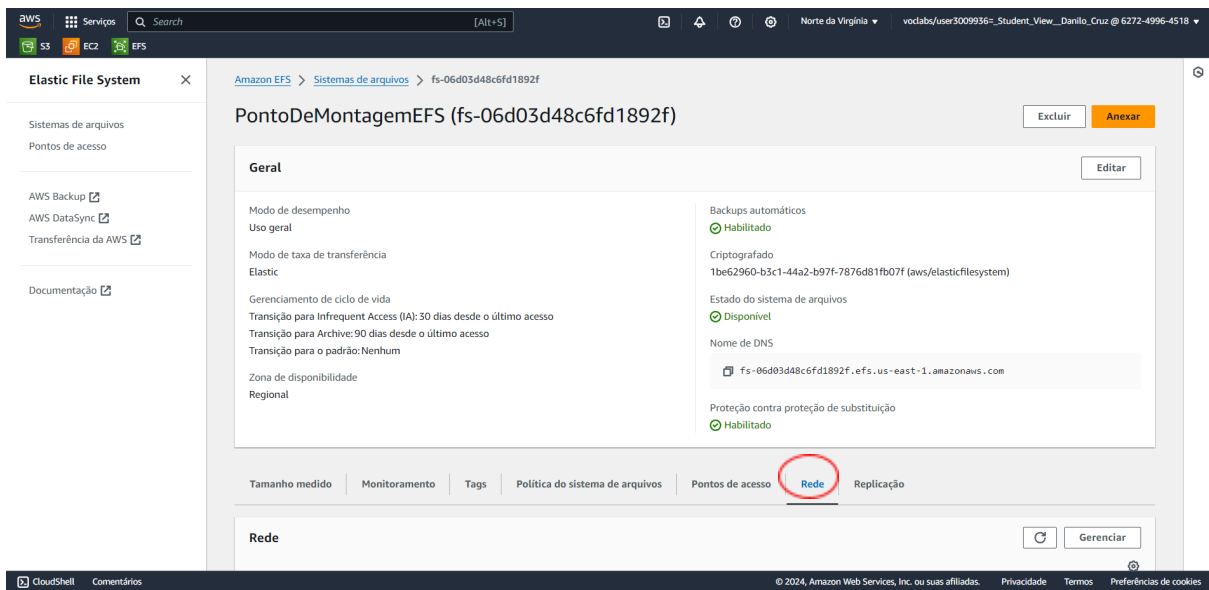 aws
Serviços
Search
[Alt+S]
Norte da Virgínia
voclabs/user3009936=_Student_View__Danilo_Cruz @ 6272-4996-4518
S3
EC2
EFS
Elastic File System
Sistemas de arquivos
Pontos de acesso
AWS Backup
AWS DataSync
Transferência da AWS
Documentação
Amazon EFS
Sistemas de arquivos
fs-06d03d48c6fd1892f
PontoDeMontagemEFS (fs-06d03d48c6fd1892f)
Excluir
Anexar
Geral
Editar
Modo de desempenho
Uso geral
Modo de taxa de transferência
Elastic
Gerenciamento de ciclo de vida
Transição para Infrequent Access (IA): 30 dias desde o último acesso
Transição para Archive: 90 dias desde o último acesso
Transição para o padrão: Nenhum
Zona de disponibilidade
Regional
Backups automáticos
Habilitado
Criptografado
1be62960-b3c1-44a2-b97f-7876d81fb07f (aws/elasticfilesystem)
Estado do sistema de arquivos
Disponível
Nome de DNS
fs-06d03d48c6fd1892f.efs.us-east-1.amazonaws.com
Proteção contra proteção de substituição
Habilitado
Tamanho medido
Monitoramento
Tags
Política do sistema de arquivos
Pontos de acesso
Rede
Replicação
Rede
Gerenciar
CloudShell
Comentários
© 2024, Amazon Web Services, Inc. ou suas afiliadas.
Privacidade
Termos
Preferências de cookies